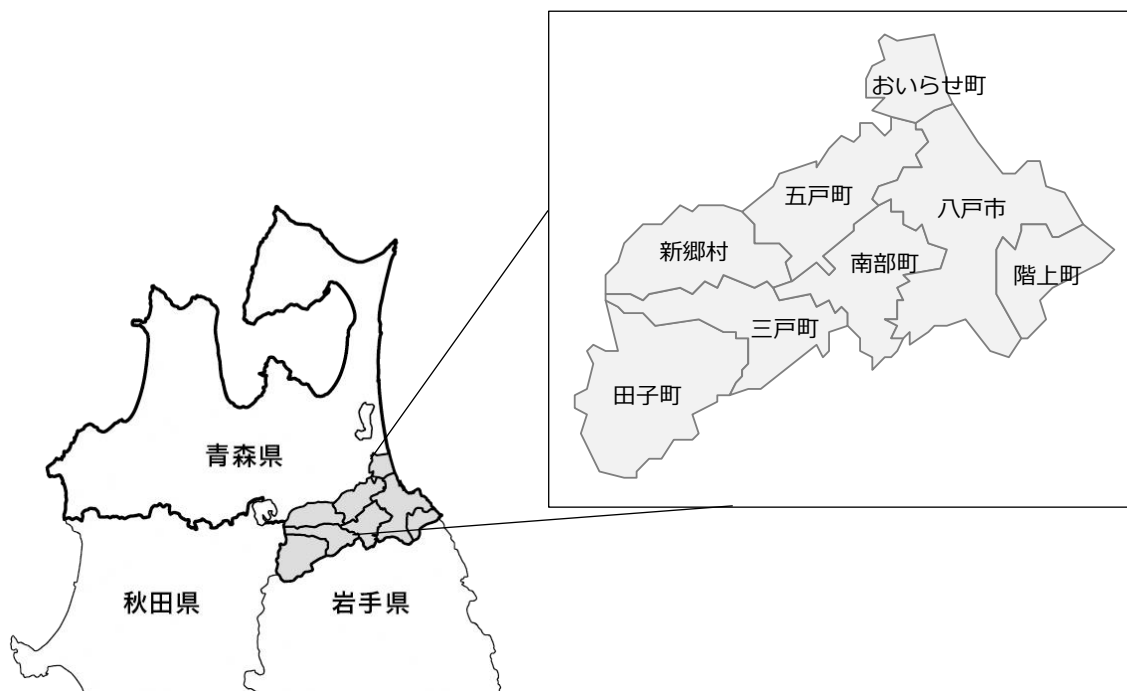 おいらせ町
五戸町
八戸市
新郷村
南部町
階上町
三戸町
田子町
青森県
秋田県
岩手県